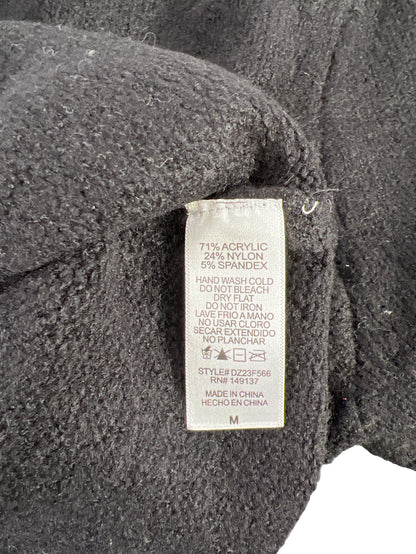 71% ACRYLIC
24% NYLON
5% SPANDEX
HAND WASH COLD
DO NOT BLEACH
DRY FLAT
DO NOT IRON
LAVE FRIO A MANO
NO USAR CLORO
SECAR EXTENDIDO
NO PLANCHAR
STYLE# DZ23F566
RN# 149137
MADE IN CHINA
HECHO EN CHINA
M